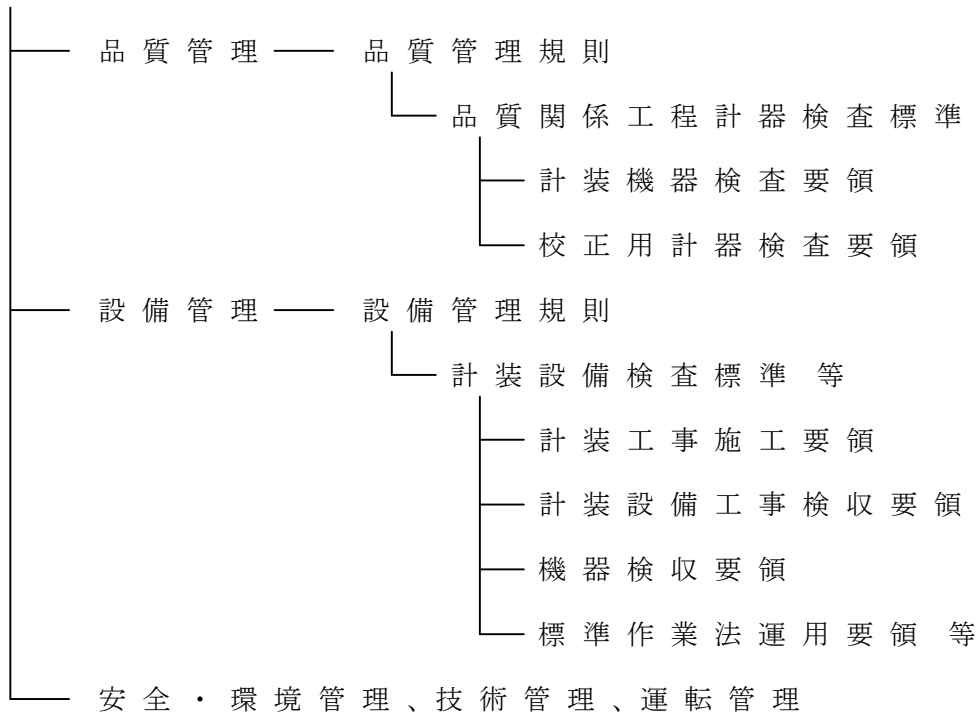 品質管理 品質管理規則
品質関係工程計器検査標準
計装機器検査要領
校正用計器検査要領
設備管理 設備管理規則
計装設備検査標準 等
計装工事施工要領
計装設備工事検収要領
機器検収要領
標準作業法運用要領 等
安全・環境管理、技術管理、運転管理